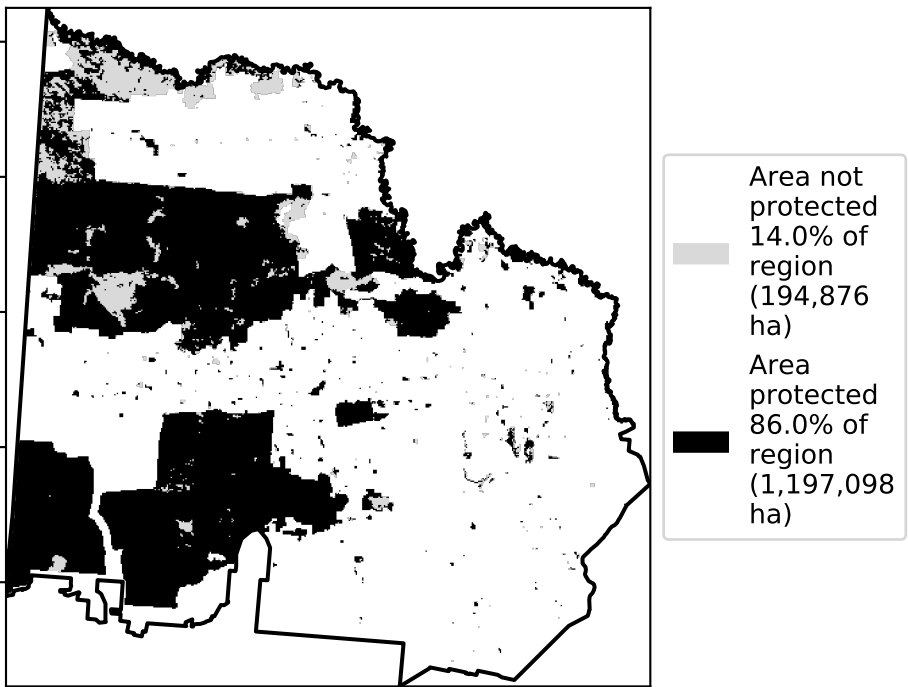 Area not
protected
14.0% of
region
(194,876
ha)
Area
protected
86.0% of
region
(1,197,098
ha)